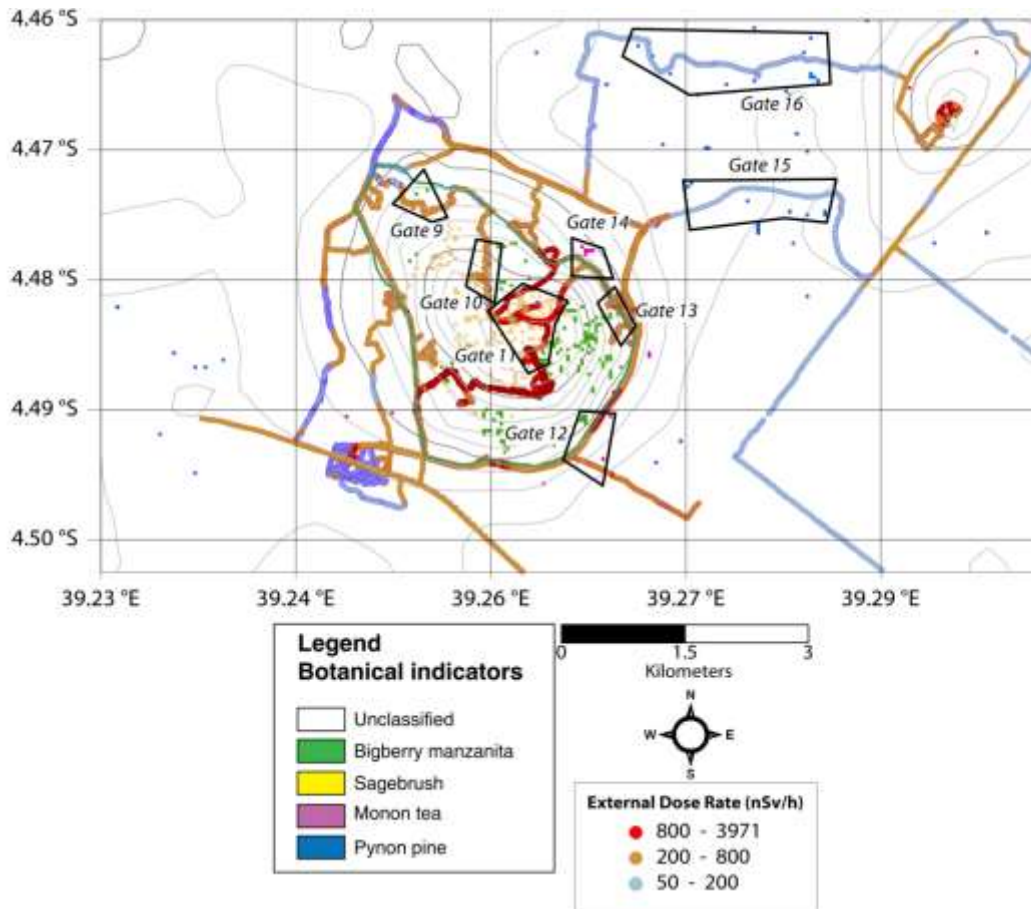 4.46 °S
Gate 16
4.47 °S
Gate 15
Gate 9
Gate 14
4.48 °S
Gate 10
Gate 13
Gate 11
4.49 °S
Gate 12
4.50 °S
39.23 °E
39.24 °E
39.26 °E
39.27 °E
39.29 °E
Legend
Botanical indicators
Unclassified
Bigberry manzanita
Sagebrush
Monon tea
Pynon pine
0
1.5
3
Kilometers
N
W
E
S
External Dose Rate (nSv/h)
800 - 3971
200 - 800
50 - 200